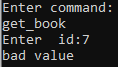 Enter command:
get_book
Enter  id:7
bad value